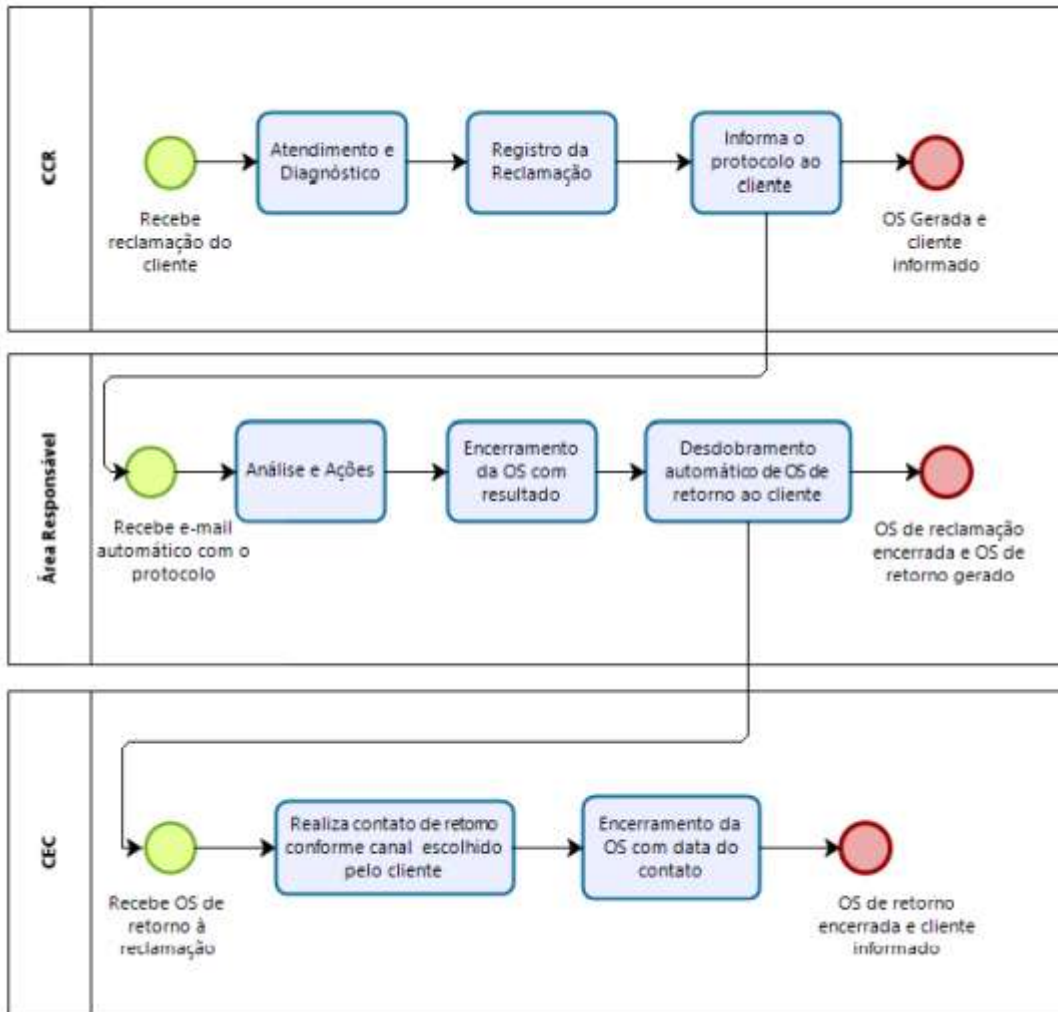 CCR
Recebe
reclamação do
cliente
Atendimento e
Diagnóstico
Registro da
Reclamação
Informa o
protocolo ao
cliente
OS Gerada e
cliente
informado
Área Responsável
Recebe e-mail
automático com o
protocolo
Análise e Ações
Encerramento
da OS com
resultado
Desdobramento
automático de OS de
retorno ao cliente
OS de reclamação
encerrada e OS de
retorno gerado
CEC
Recebe OS de
retorno à
reclamação
Realiza contato de retorno
conforme canal escolhido
pelo cliente
Encerramento da
OS com data do
contato
OS de retorno
encerrada e cliente
informado